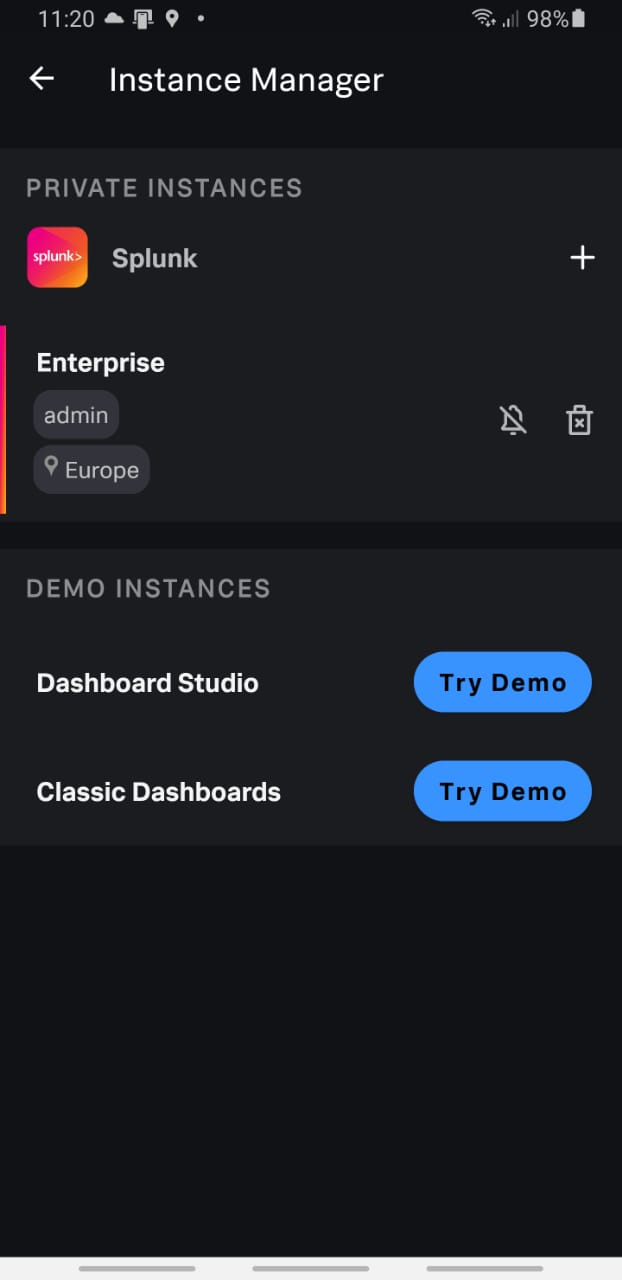 11:20 98%
Instance Manager
PRIVATE INSTANCES
splunk> Splunk
Enterprise
admin
Europe
DEMO INSTANCES
Dashboard Studio Try Demo
Classic Dashboards Try Demo